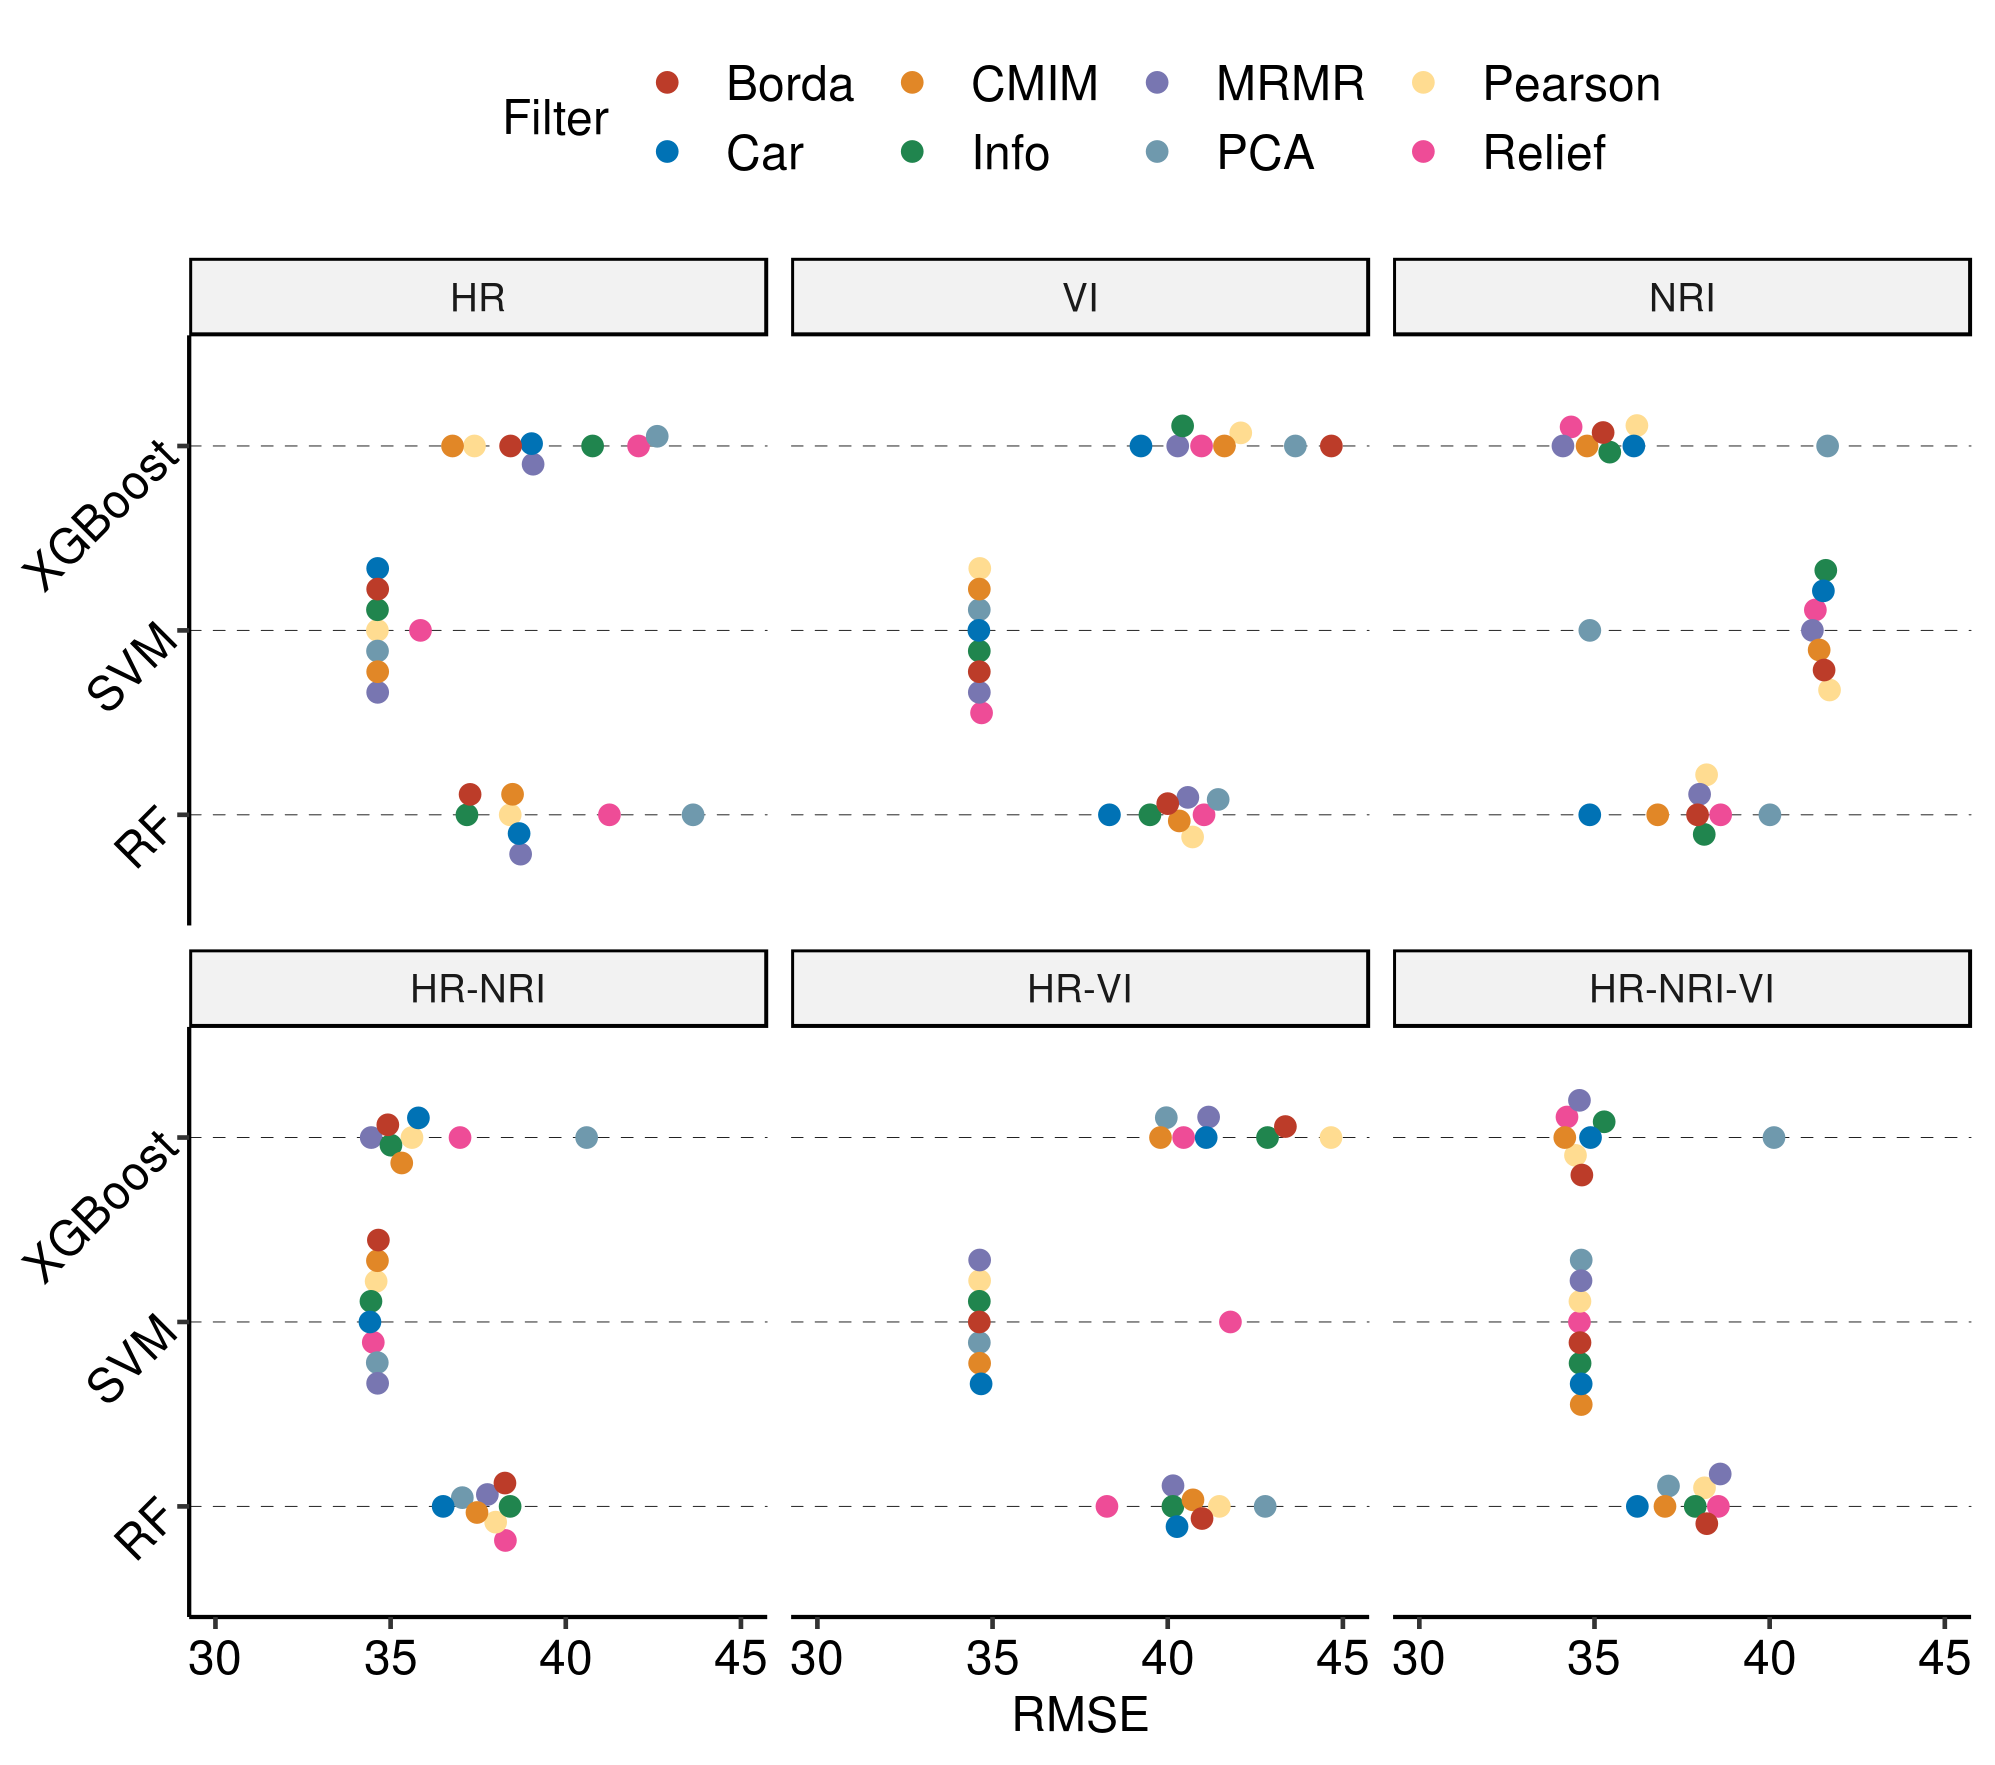 Filter
Borda CMIM MRMR Pearson
Car Info PCA Relief
HR VI NRI
XGBoost
SVM
RF
HR-NRI HR-VI HR-NRI-VI
XGBoost
SVM
RF
30 35 40 45 30 35 40 45 30 35 40 45
RMSE